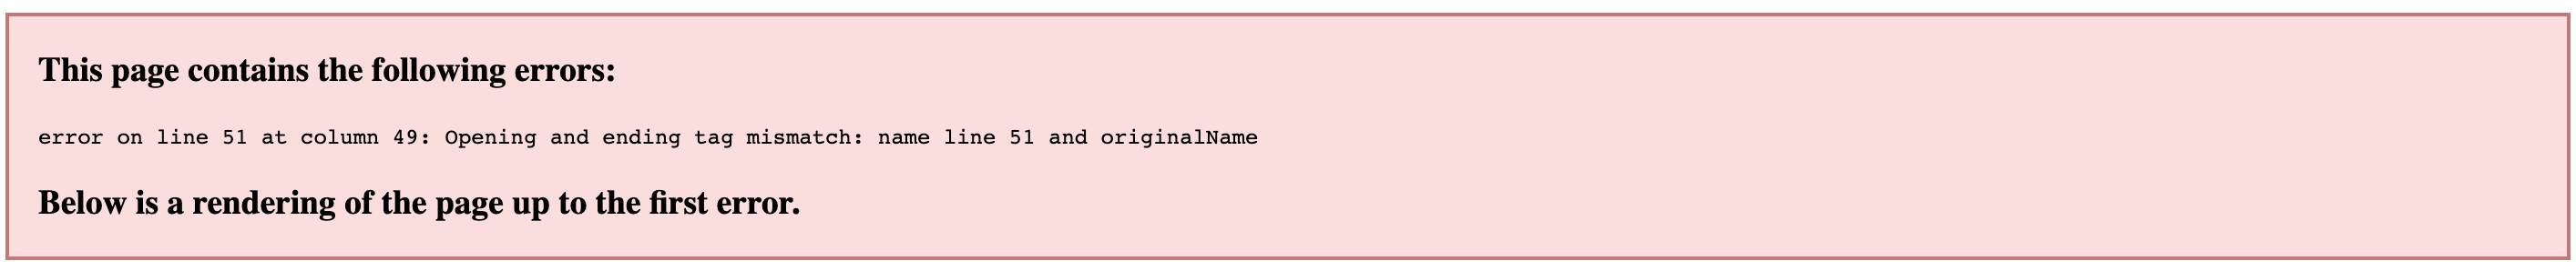 This page contains the following errors:
error on line 51 at column 49: Opening and ending tag mismatch: name line 51 and originalName
Below is a rendering of the page up to the first error.